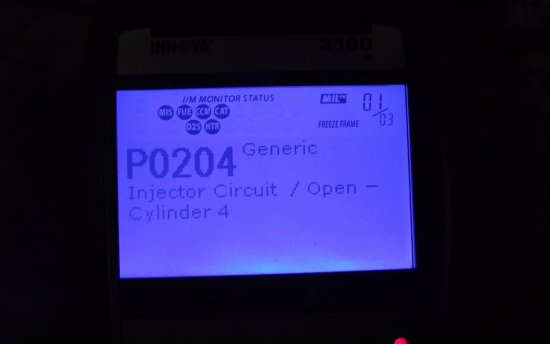 INNOVA®
3160
b
I/M MONITOR STATUS
MIL
01/03
MIS FUE CCM CAT
O2S HTR
FREEZE FRAME
P0204 Generic
Injector Circuit / Open -
Cylinder 4